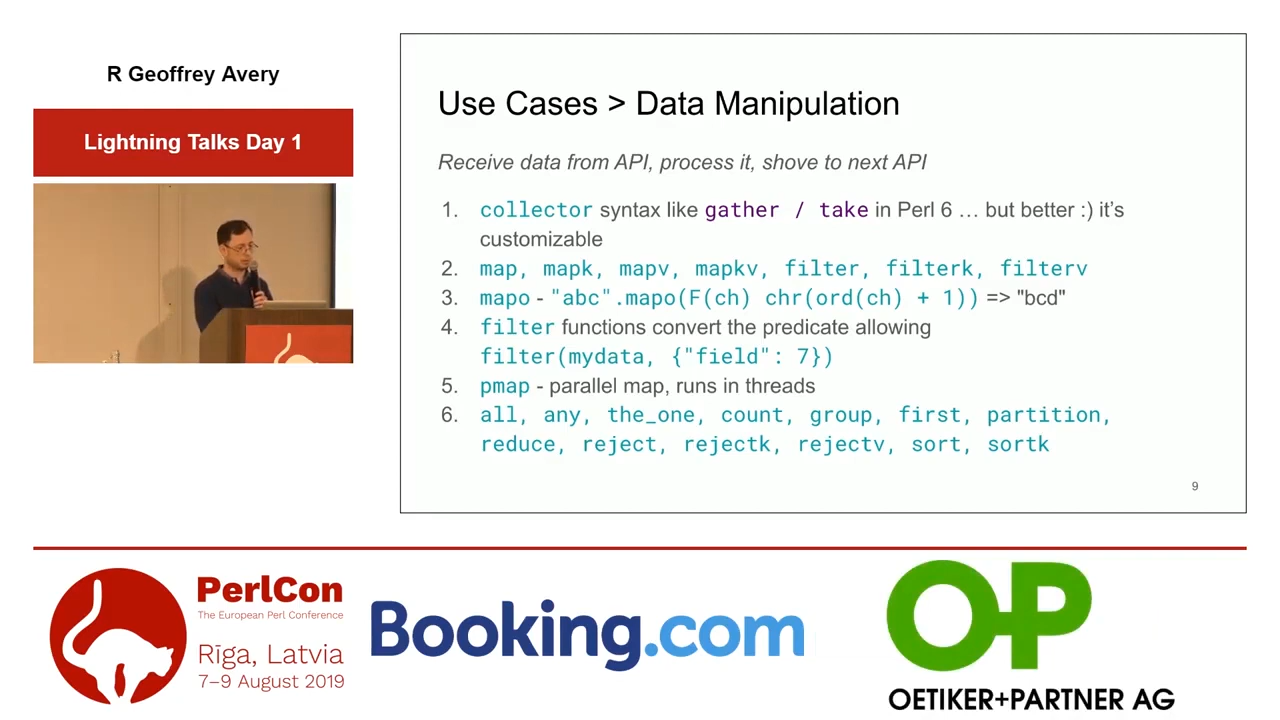 R Geoffrey Avery
Lightning Talks Day 1
Use Cases > Data Manipulation
Receive data from API, process it, shove to next API
1. collector syntax like gather / take in Perl 6 … but better :) it’s
customizable
2. map, mapk, mapv, mapkv, filter, filterk, filterv
3. mapo - "abc".mapo(F(ch) chr(ord(ch) + 1)) => "bcd"
4. filter functions convert the predicate allowing
filter(mydata, {"field": 7})
5. pmap - parallel map, runs in threads
6. all, any, the_one, count, group, first, partition,
reduce, reject, rejectk, rejectv, sort, sortk
9
PerlCon
The European Perl Conference
Rīga, Latvia
7–9 August 2019
Booking.com
O+P
OETIKER+PARTNER AG